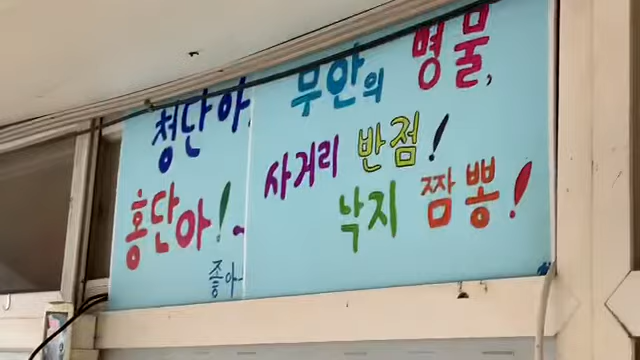 청단아,
홍단아!~
좋아~
무안의 명물,
사거리 반점!
낙지 짬뽕!